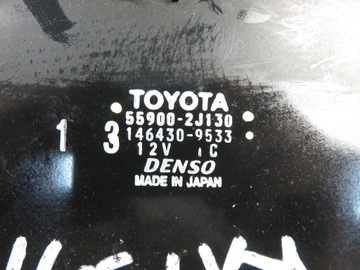 TOYOTA
55900-2J130
146430-9533
1 3 12V C
DENSO
MADE IN JAPAN